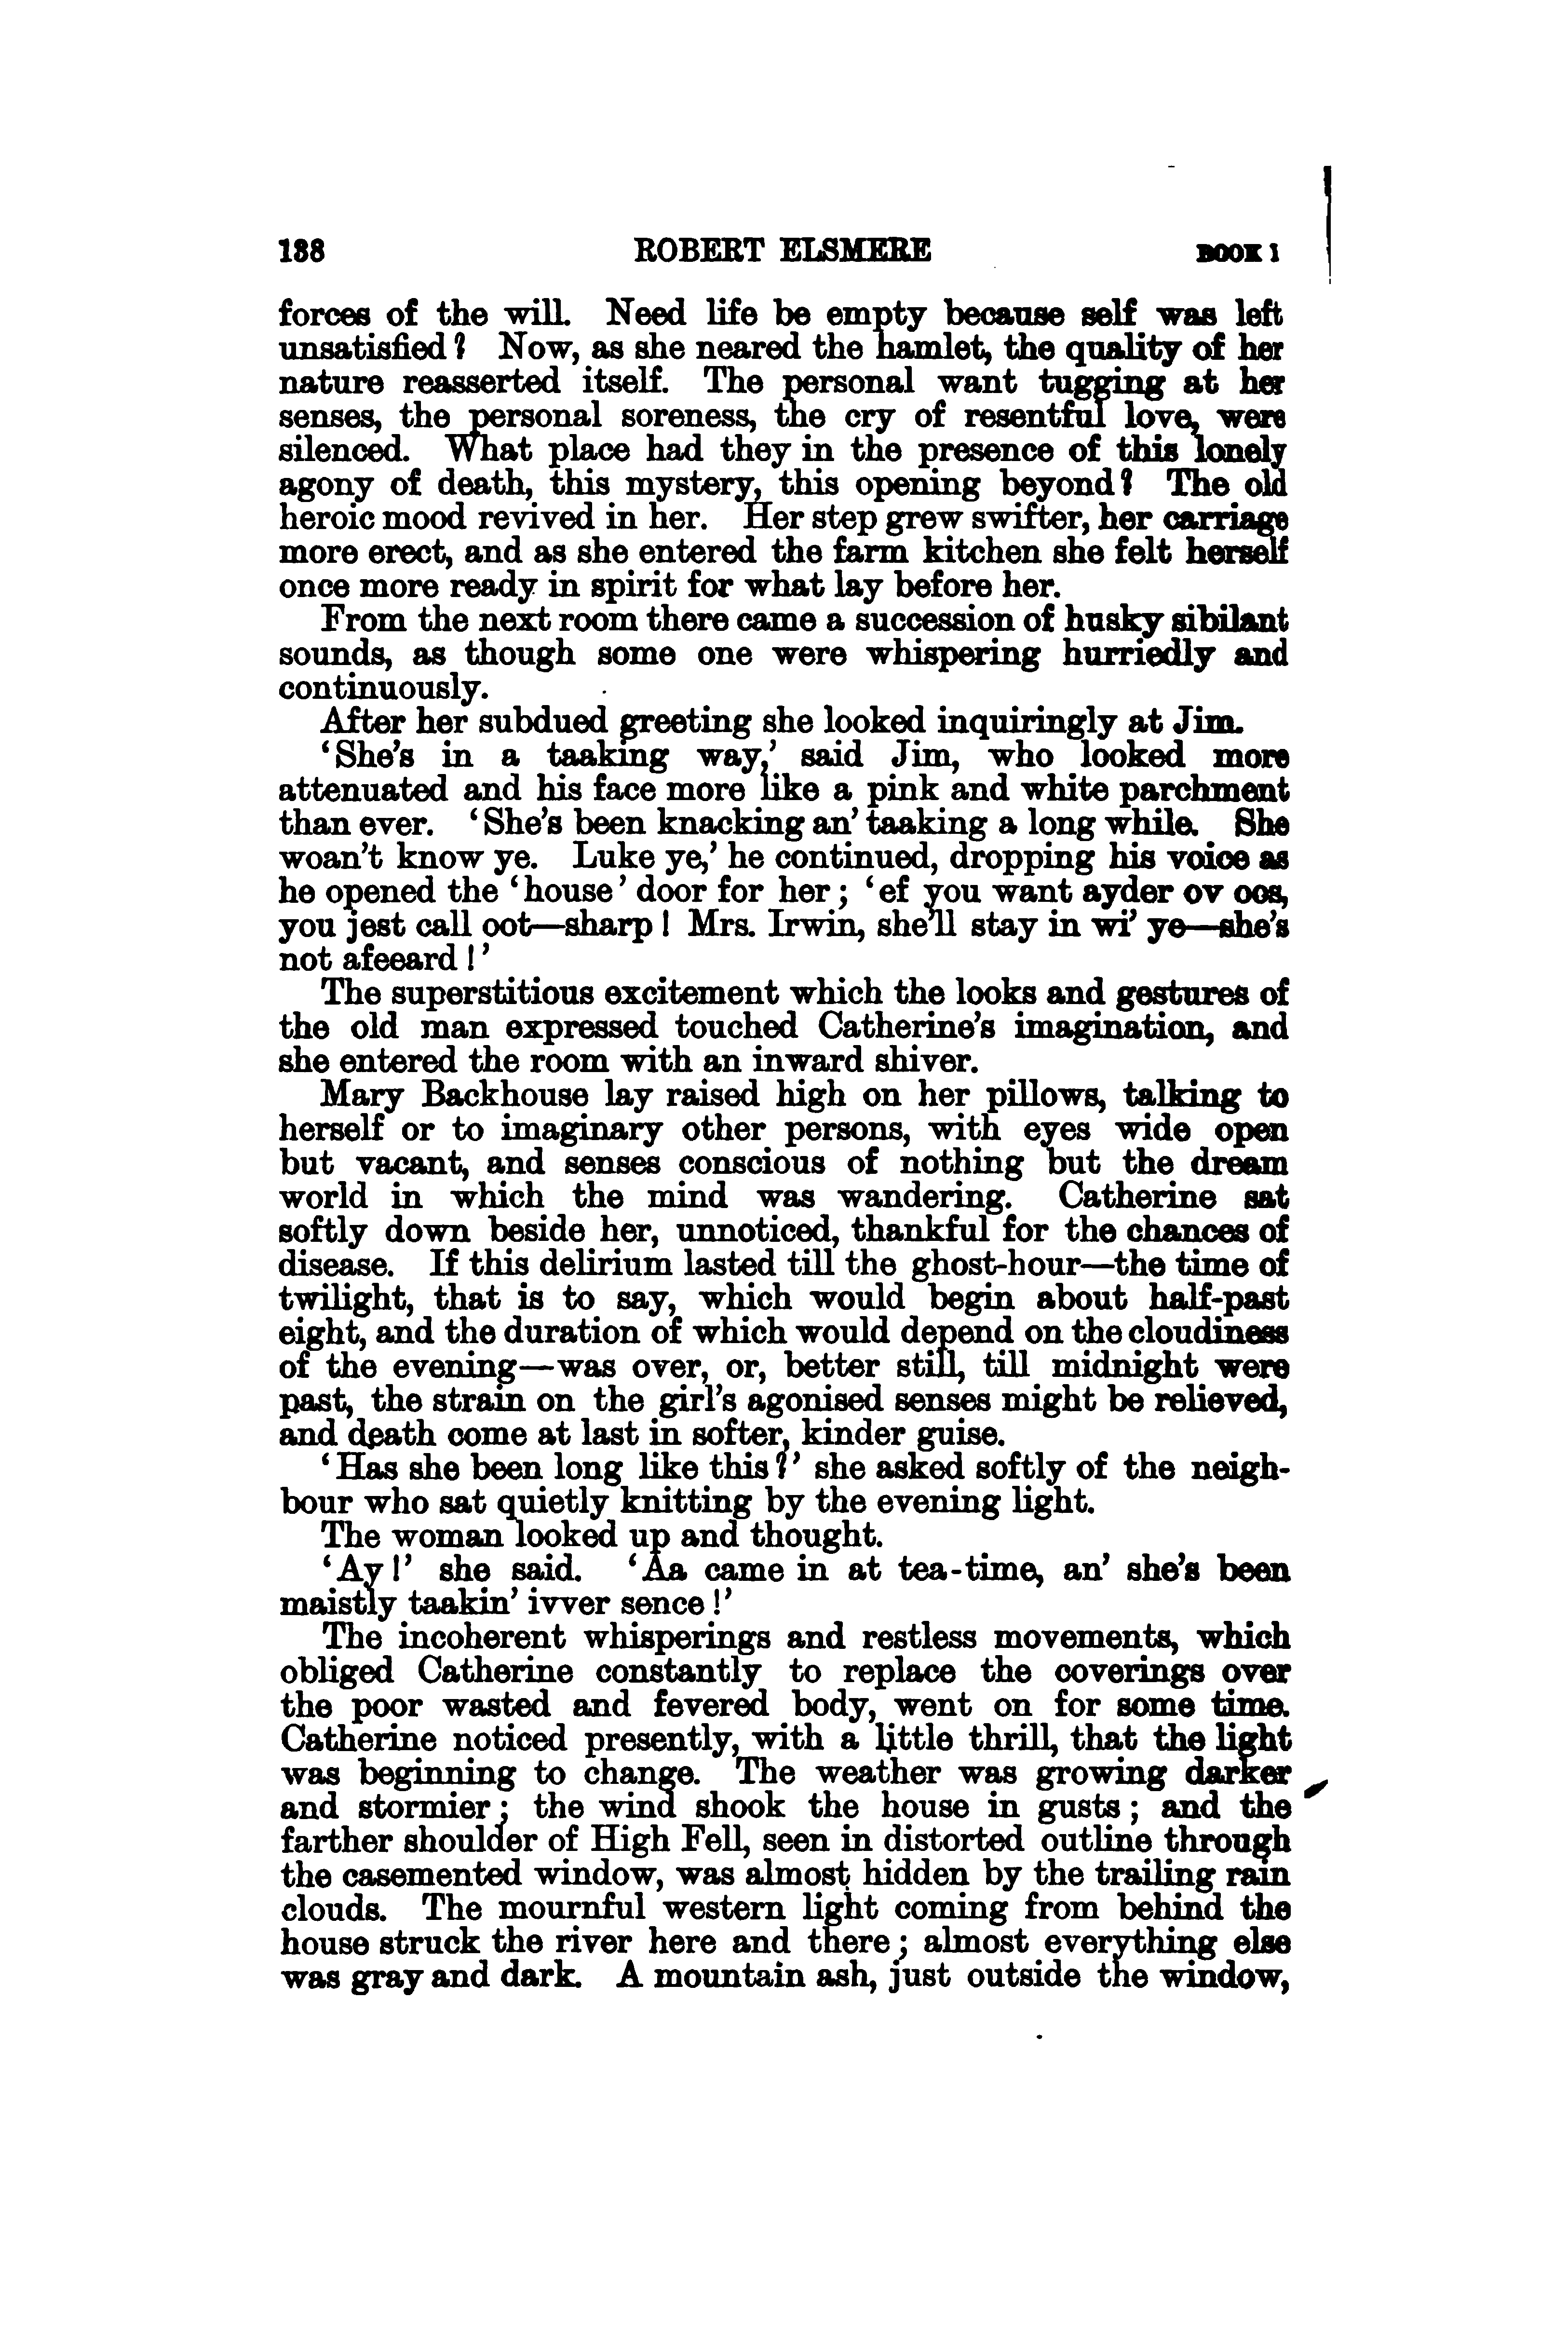 138 ROBERT ELSMERE BOOK I
forces of the will. Need life be empty because self was left
unsatisfied? Now, as she neared the hamlet, the quality of her
nature reasserted itself. The personal want tugging at her
senses, the personal soreness, the cry of resentful love, were
silenced. What place had they in the presence of this lonely
agony of death, this mystery, this opening beyond? The old
heroic mood revived in her. Her step grew swifter, her carriage
more erect, and as she entered the farm kitchen she felt herself
once more ready in spirit for what lay before her.
From the next room there came a succession of husky sibilant
sounds, as though some one were whispering hurriedly and
continuously.
After her subdued greeting she looked inquiringly at Jim.
‘She’s in a taaking way,’ said Jim, who looked more
attenuated and his face more like a pink and white parchment
than ever. ‘She’s been knacking an’ taaking a long while. She
woan’t know ye. Luke ye,’ he continued, dropping his voice as
he opened the ‘house’ door for her; ‘ef you want ayder ov oos,
you jest call oot—sharp! Mrs. Irwin, she’ll stay in wi’ ye—she’s
not afeeard!’
The superstitious excitement which the looks and gestures of
the old man expressed touched Catherine’s imagination, and
she entered the room with an inward shiver.
Mary Backhouse lay raised high on her pillows, talking to
herself or to imaginary other persons, with eyes wide open
but vacant, and senses conscious of nothing but the dream
world in which the mind was wandering. Catherine sat
softly down beside her, unnoticed, thankful for the chances of
disease. If this delirium lasted till the ghost-hour—the time of
twilight, that is to say, which would begin about half-past
eight, and the duration of which would depend on the cloudiness
of the evening—was over, or, better still, till midnight were
past, the strain on the girl’s agonised senses might be relieved,
and death come at last in softer, kinder guise.
‘Has she been long like this?’ she asked softly of the neigh-
bour who sat quietly knitting by the evening light.
The woman looked up and thought.
‘Ay!’ she said. ‘Aa came in at tea-time, an’ she’s been
maistly taakin’ ivver sence!’
The incoherent whisperings and restless movements, which
obliged Catherine constantly to replace the coverings over
the poor wasted and fevered body, went on for some time.
Catherine noticed presently, with a little thrill, that the light
was beginning to change. The weather was growing darker
and stormier; the wind shook the house in gusts; and the
farther shoulder of High Fell, seen in distorted outline through
the casemented window, was almost hidden by the trailing rain
clouds. The mournful western light coming from behind the
house struck the river here and there; almost everything else
was gray and dark. A mountain ash, just outside the window,